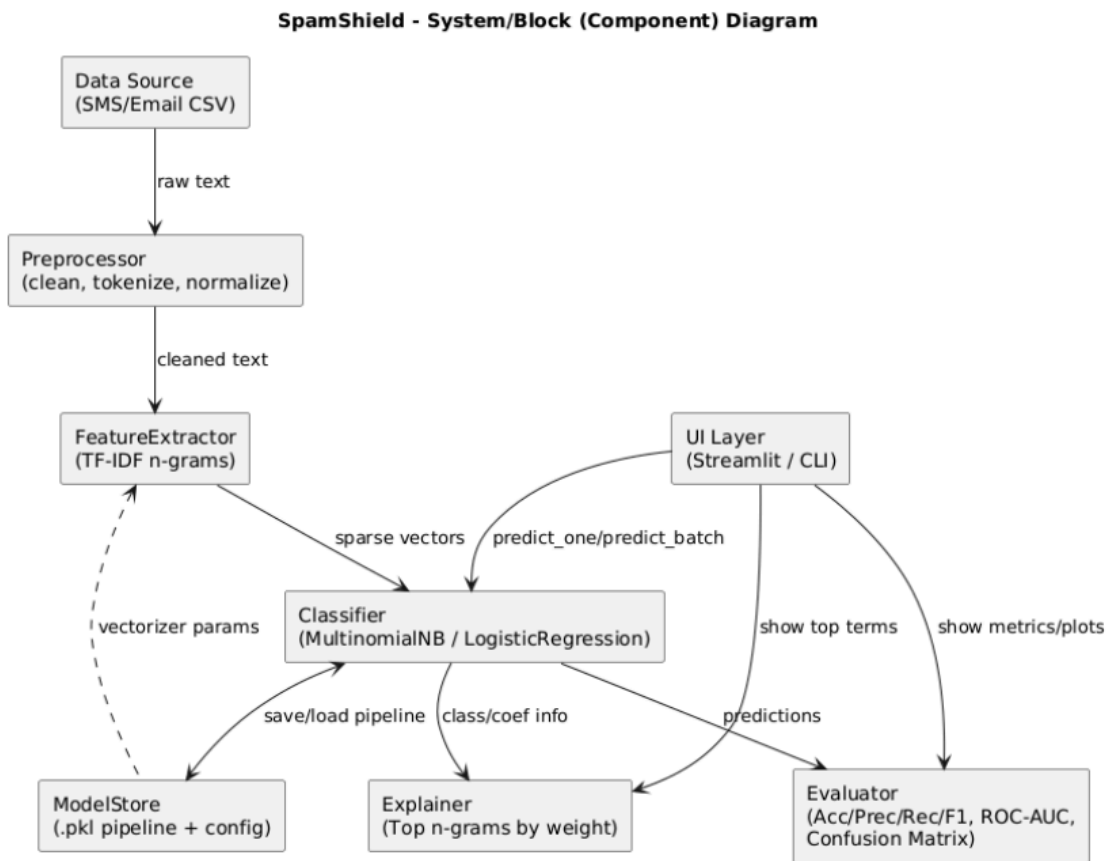 SpamShield - System/Block (Component) Diagram
Data Source
(SMS/Email CSV)
raw text
Preprocessor
(clean, tokenize, normalize)
cleaned text
FeatureExtractor
(TF-IDF n-grams)
UI Layer
(Streamlit / CLI)
sparse vectors
predict_one/predict_batch
Classifier
(MultinomialNB / LogisticRegression)
vectorizer params
show top terms
show metrics/plots
save/load pipeline
class/coef info
predictions
ModelStore
(.pkl pipeline + config)
Explainer
(Top n-grams by weight)
Evaluator
(Acc/Prec/Rec/F1, ROC-AUC,
Confusion Matrix)